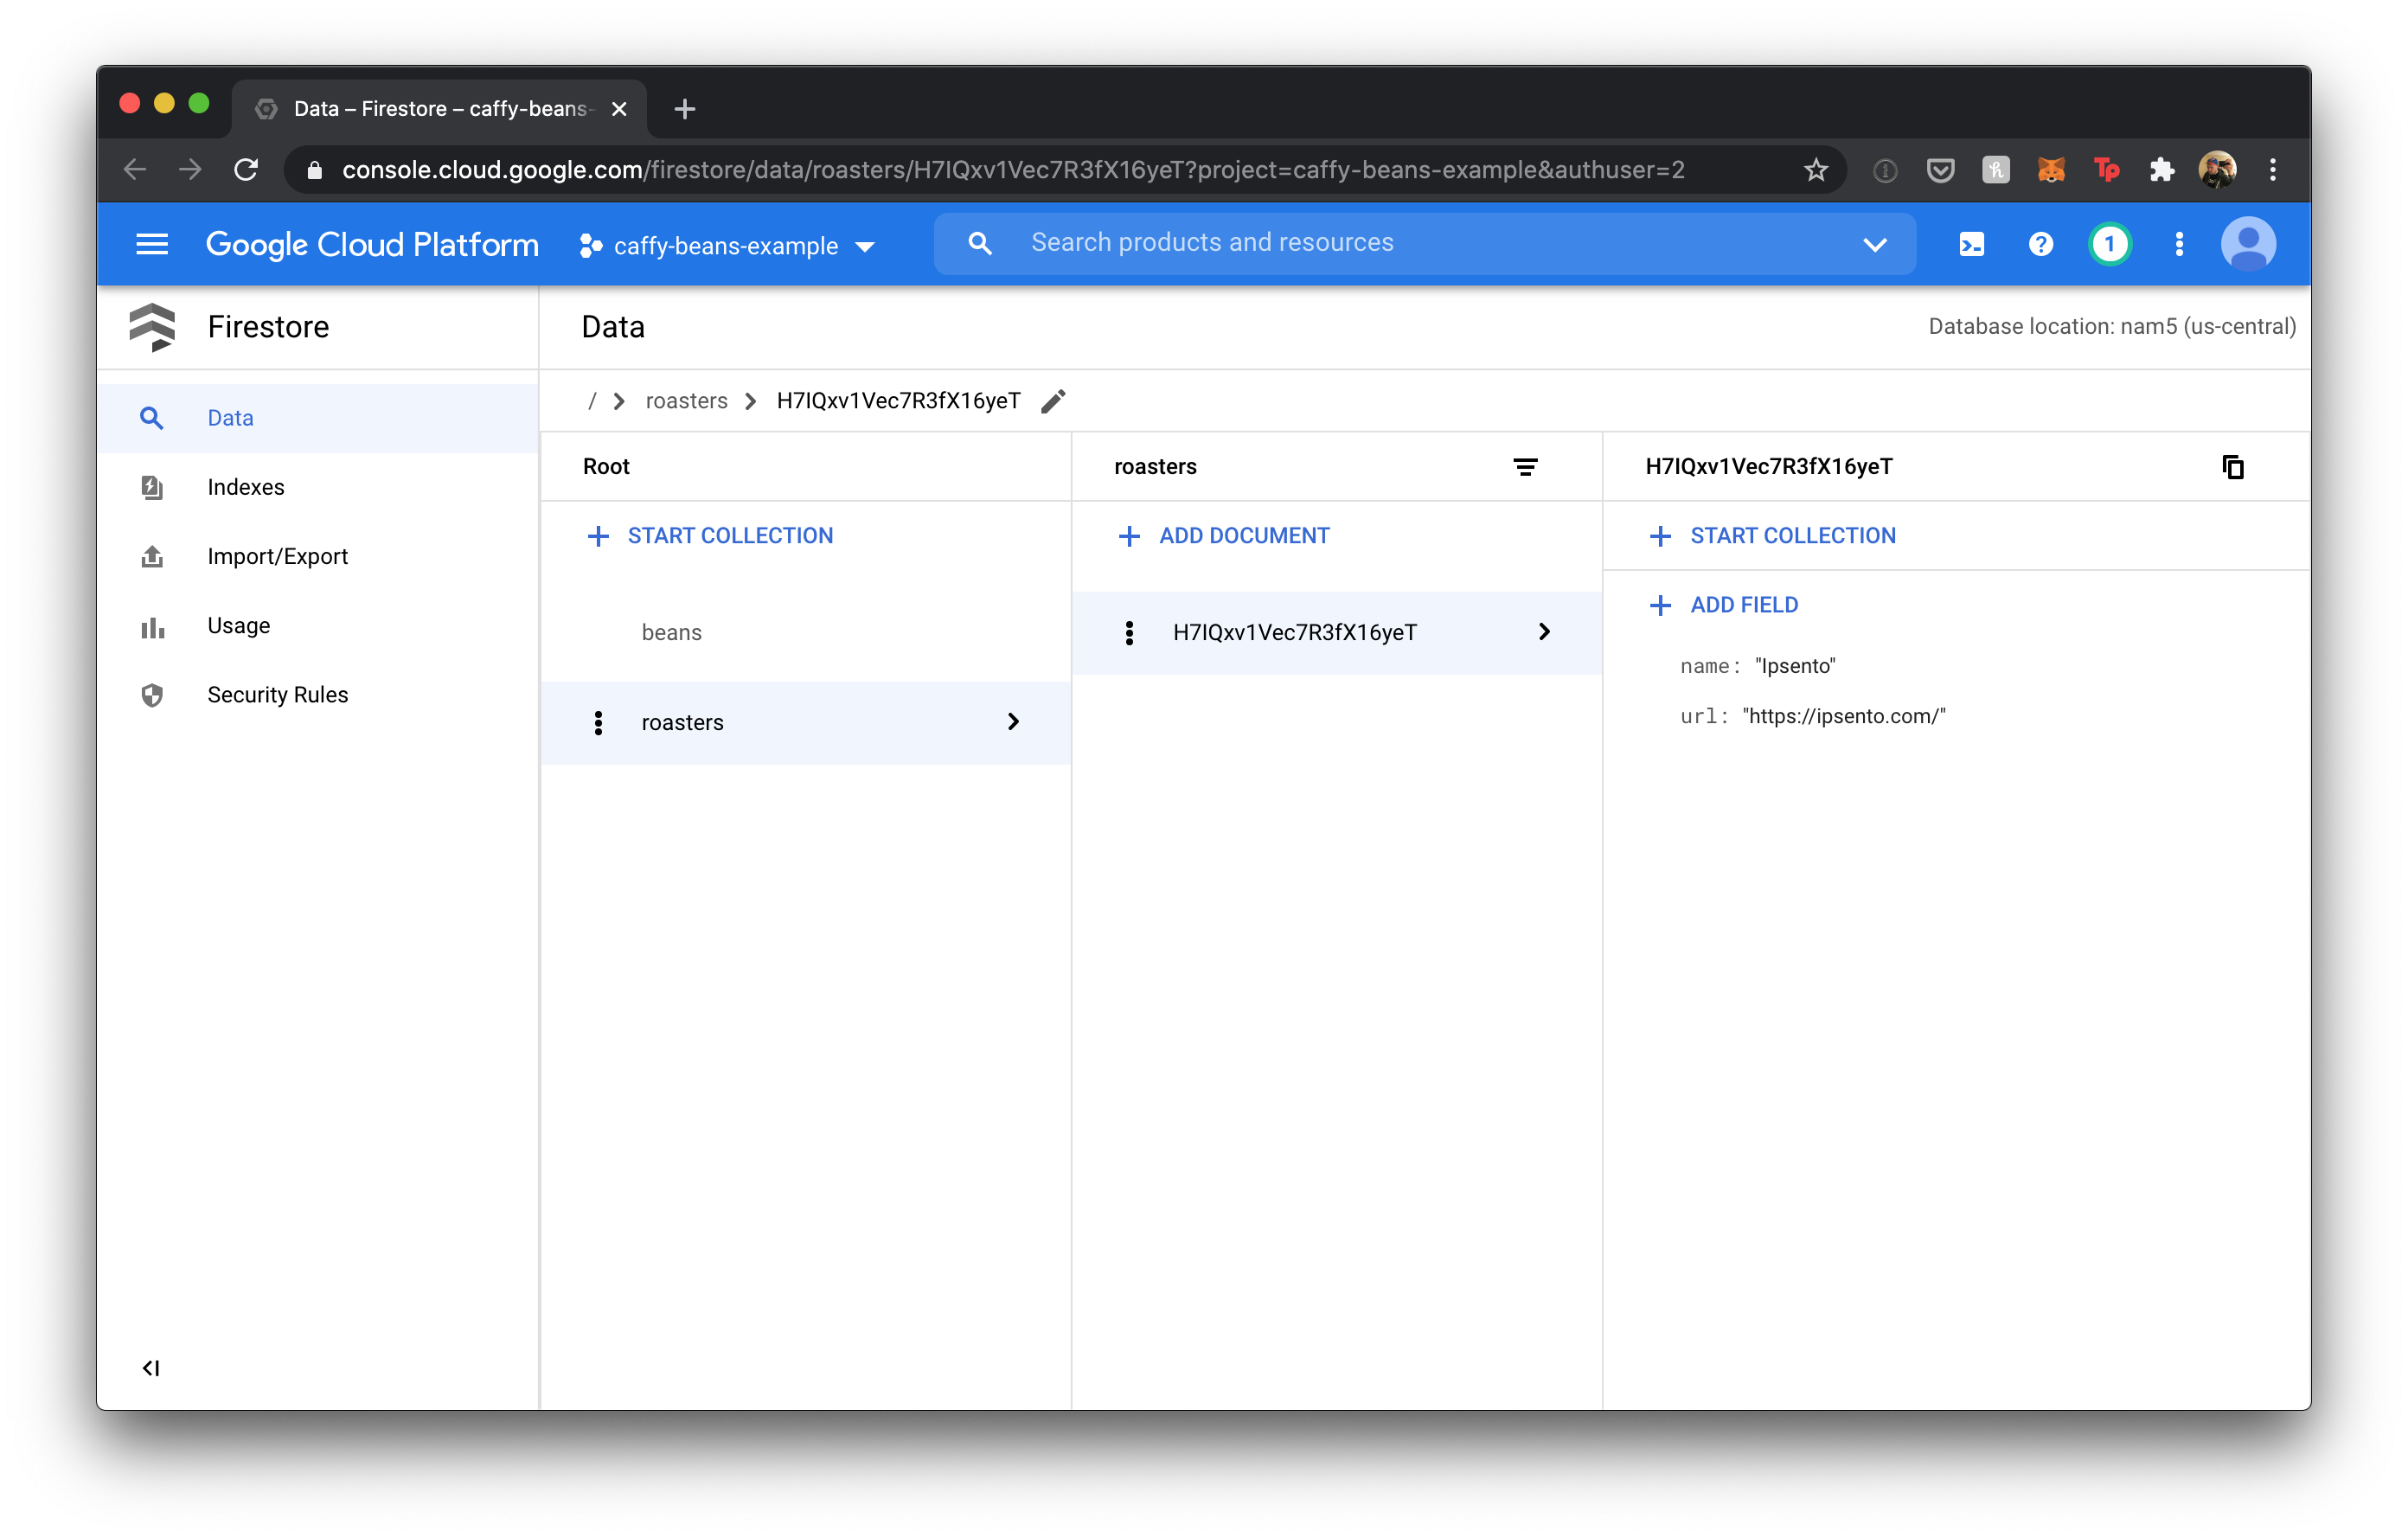 Data – Firestore – caffy-beans-
console.cloud.google.com/firestore/data/roasters/H7IQxv1Vec7R3fX16yeT?project=caffy-beans-example&authuser=2
Tp
Google Cloud Platform
caffy-beans-example
Search products and resources
1
Firestore
Data
Database location: nam5 (us-central)
Data
Indexes
Import/Export
Usage
Security Rules
/ roasters H7IQxv1Vec7R3fX16yeT
Root
START COLLECTION
beans
roasters
roasters
ADD DOCUMENT
H7IQxv1Vec7R3fX16yeT
H7IQxv1Vec7R3fX16yeT
START COLLECTION
ADD FIELD
name: "Ipsento"
url: "https://ipsento.com/"